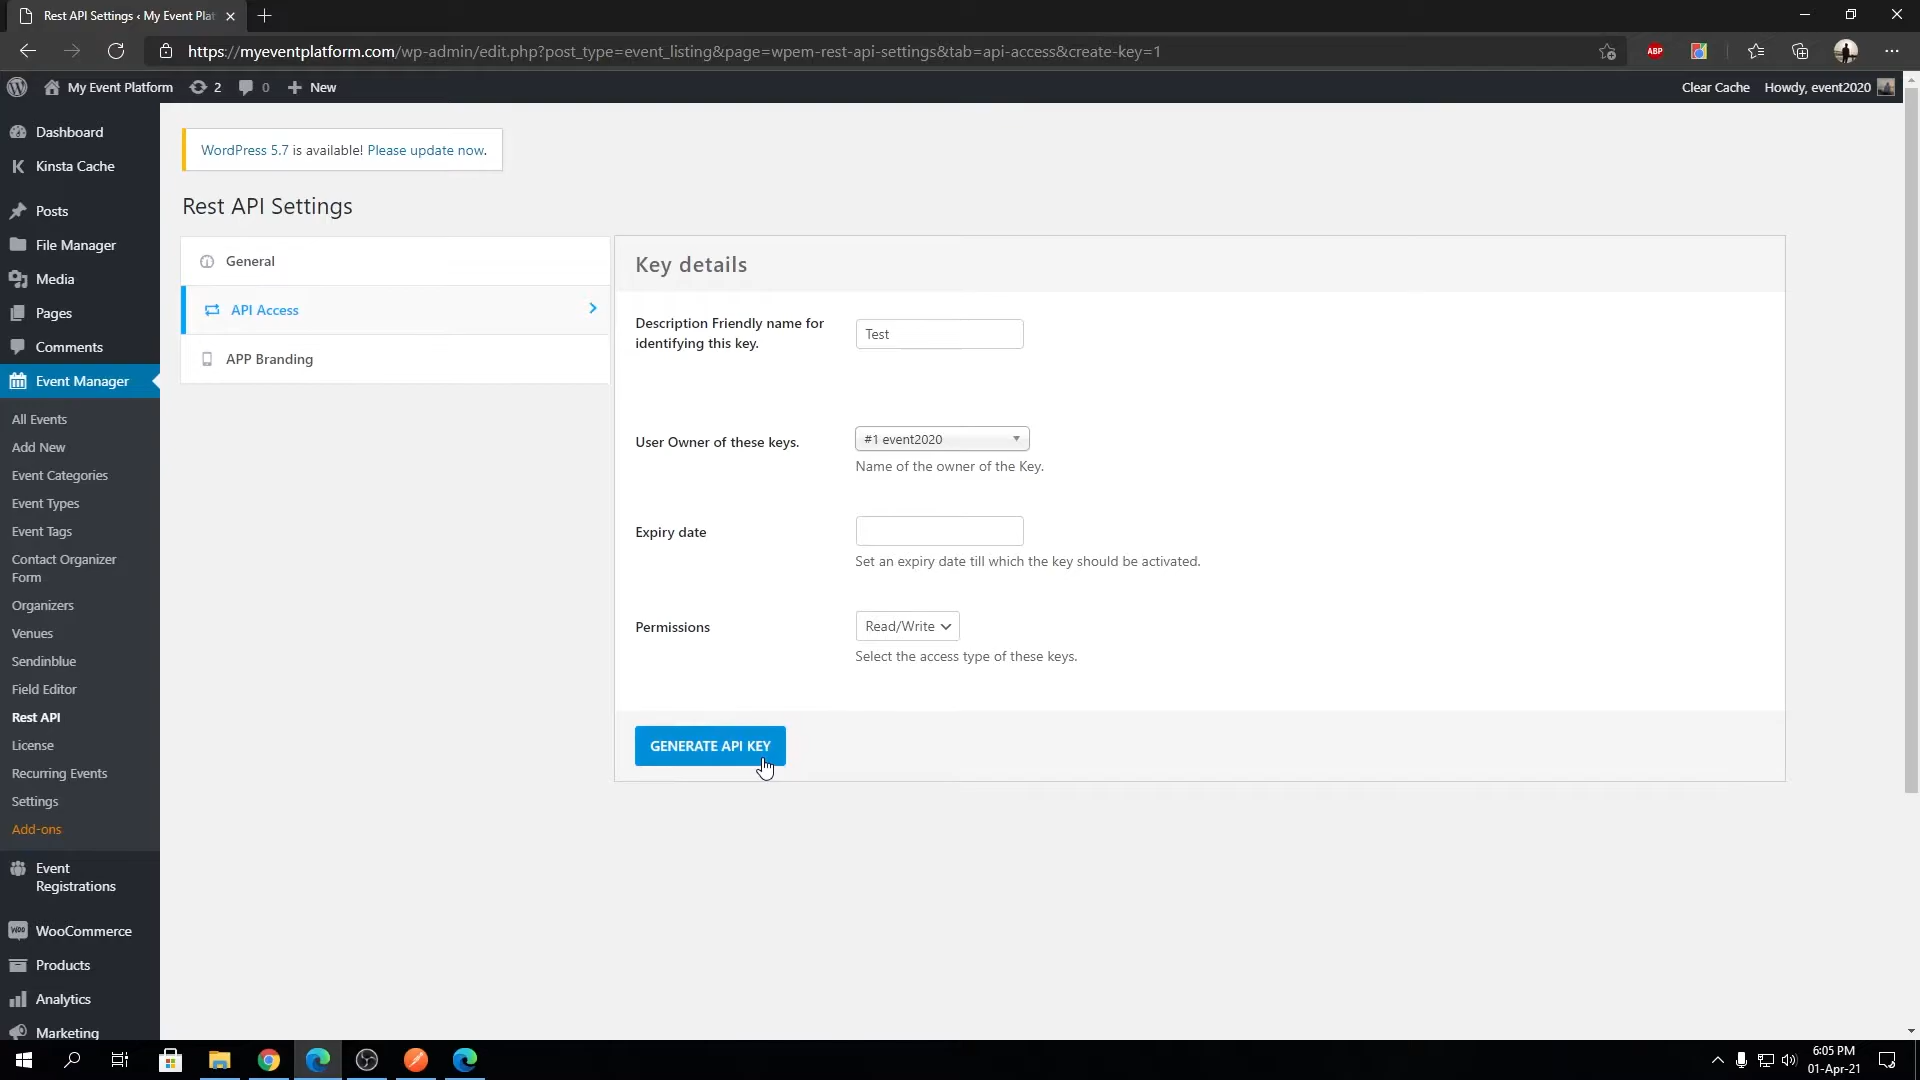 Rest API Settings ‹ My Event Plat
https://myeventplatform.com/wp-admin/edit.php?post_type=event_listing&page=wpem-rest-api-settings&tab=api-access&create-key=1
ABP
My Event Platform
2
0
New
Clear Cache
Howdy, event2020
Dashboard
Kinsta Cache
Posts
File Manager
Media
Pages
Comments
Event Manager
All Events
Add New
Event Categories
Event Types
Event Tags
Contact Organizer
Form
Organizers
Venues
Sendinblue
Field Editor
Rest API
License
Recurring Events
Settings
Add-ons
Event
Registrations
WooCommerce
Products
Analytics
Marketing
WordPress 5.7 is available! Please update now.
Rest API Settings
General
API Access
APP Branding
Key details
Description Friendly name for
identifying this key.
Test
User Owner of these keys.
#1 event2020
Name of the owner of the Key.
Expiry date
Set an expiry date till which the key should be activated.
Permissions
Read/Write
Select the access type of these keys.
GENERATE API KEY
6:05 PM
01-Apr-21